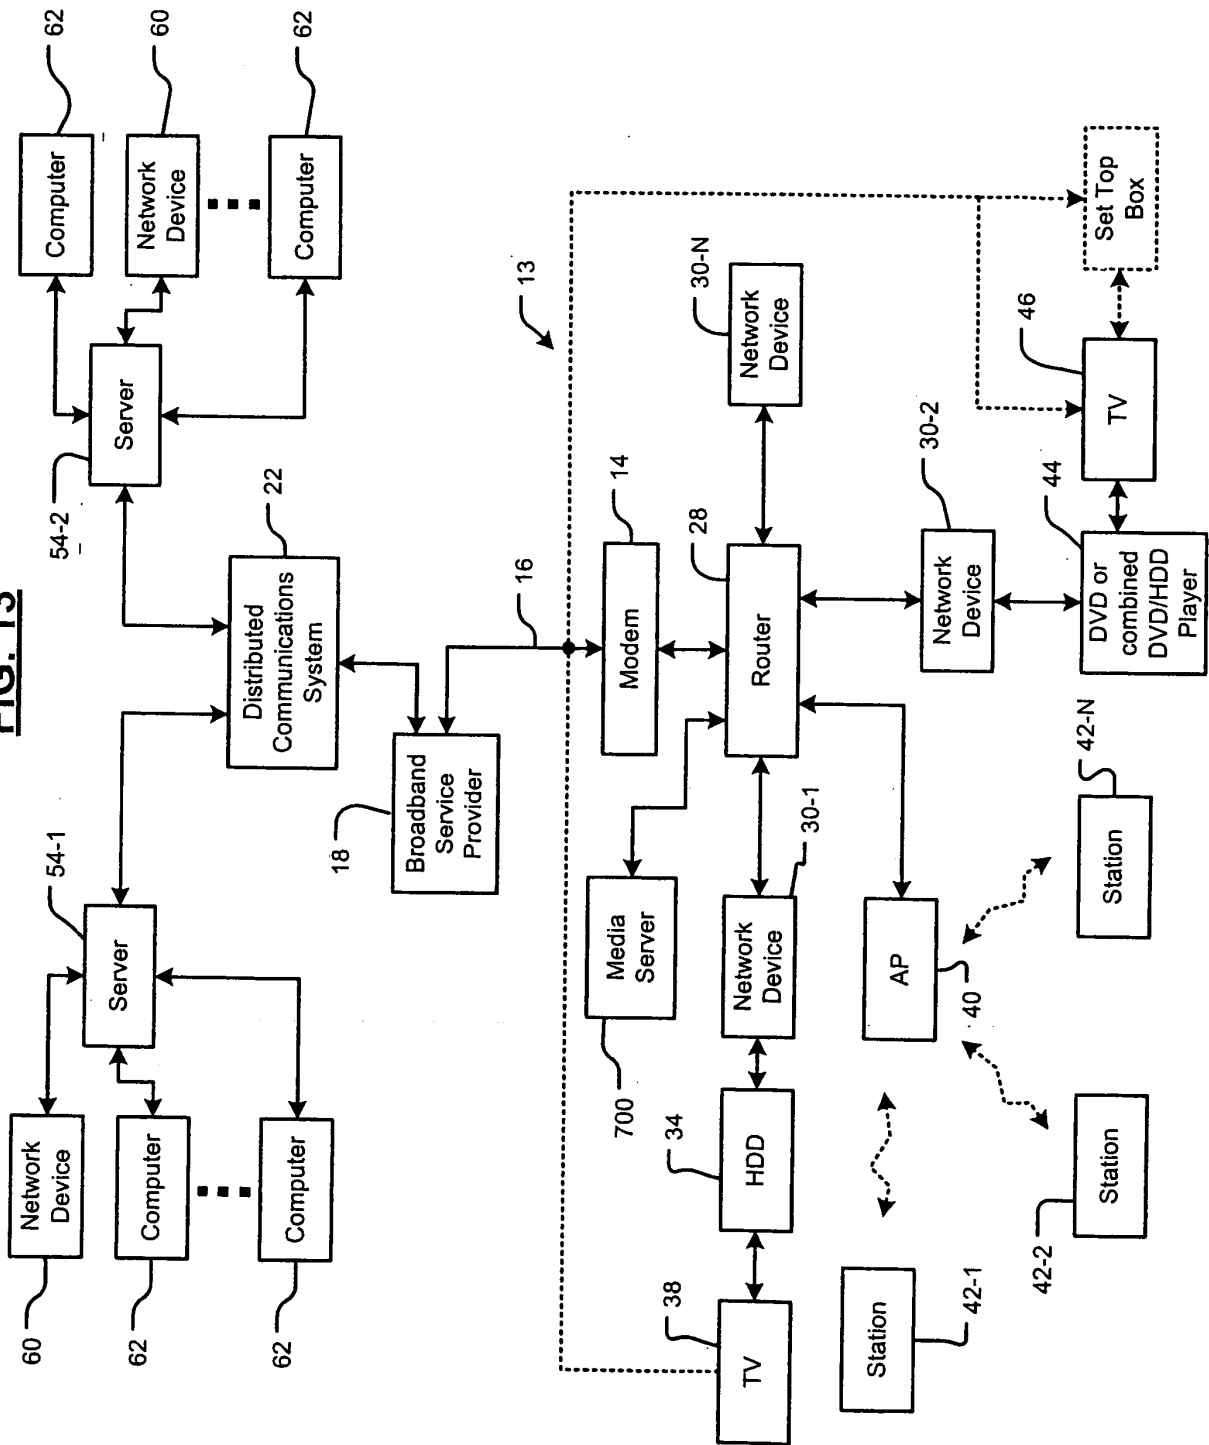 FIG. 13
60
Network
Device
62
Computer
62
Computer
Server
54-1
54-2
Server
Computer
62
Network
Device
60
Computer
62
Distributed
Communications
System
22
18
Broadband
Service
Provider
16
13
Modem
14
700
Media
Server
38
TV
34
HDD
Network
Device
30-1
Router
28
Network
Device
30-N
Station
42-1
AP
40
Network
Device
30-2
42-2
Station
42-N
Station
44
DVD or
combined
DVD/HDD
Player
46
TV
Set Top
Box